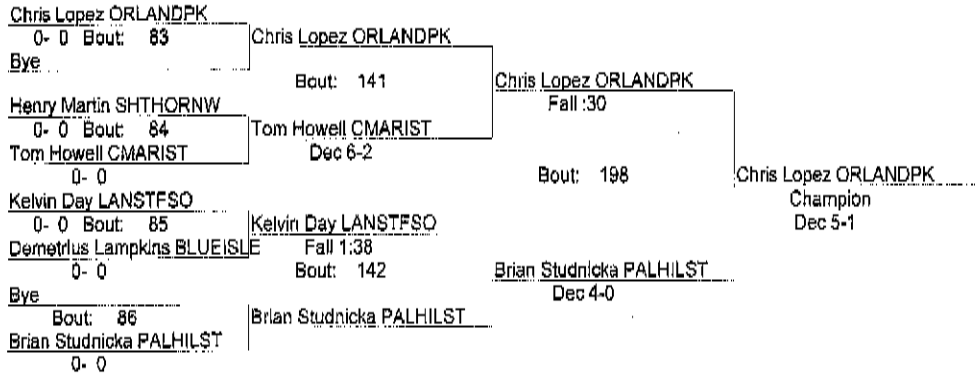 Chris Lopez ORLANDPK
0- 0 Bout: 83
Bye
Henry Martin SHTHORNW
0- 0 Bout: 84
Tom Howell CMARIST
0- 0
Kelvin Day LANSTFSO
0- 0 Bout: 85
Demetrius Lampkins BLUEISLE
0- 0
Bye
Bout: 86
Brian Studnicka PALHILST
0- 0
Chris Lopez ORLANDPK
Bout: 141
Tom Howell CMARIST
Dec 6-2
Kelvin Day LANSTFSO
Fall 1:38
Bout: 142
Brian Studnicka PALHILST
Chris Lopez ORLANDPK
Fall :30
Bout: 198
Brian Studnicka PALHILST
Dec 4-0
Chris Lopez ORLANDPK
Champion
Dec 5-1